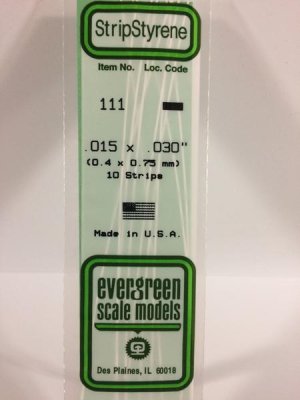 StripStyrene
Item No. Loc. Code
111
.015 x .030"
(0.4 x 0.75 mm)
10 Strips
Made in U.S.A.
evergreen
scale models
Des Plaines, IL 60018